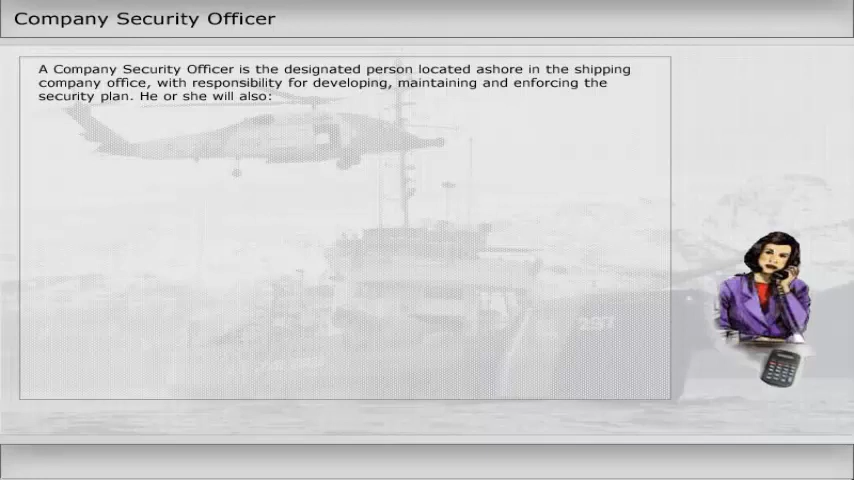 Company Security Officer
A Company Security Officer is the designated person located ashore in the shipping
company office, with responsibility for developing, maintaining and enforcing the
security plan. He or she will also:
297